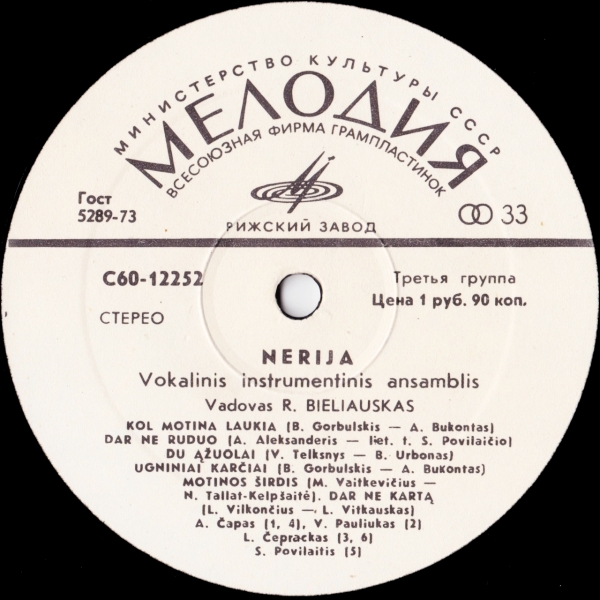 МИНИСТЕРСТВО КУЛЬТУРЫ СССР
МЕЛОДИЯ
ВСЕСОЮЗНАЯ ФИРМА ГРАМПЛАСТИНОК
Гост
5289-73
РИЖСКИЙ ЗАВОД
33
С60-12252
Третья группа
Цена 1 руб. 90 коп.
СТЕРЕО
NERIJA
Vokalinis instrumentinis ansamblis
Vadovas R. BIELIAUSKAS
KOL MOTINA LAUKIA (B. Gorbulskis — A. Bukontas)
DAR NE RUDUO (A. Aleksanderis — liet. t. S. Povilaičio)
DU ĄŽUOLAI (V. Telksnys — B. Urbonas)
UGNINIAI KARČIAI (B. Gorbulskis — A. Bukontas)
MOTINOS ŠIRDIS (M. Vaitkevičius —
N. Tallat-Kelpšaitė). DAR NE KARTĄ
(L. Vilkončius — L. Vitkauskas)
A. Čapas (1, 4), V. Pauliukas (2)
L. Čeprackas (3, 6)
S. Povilaitis (5)